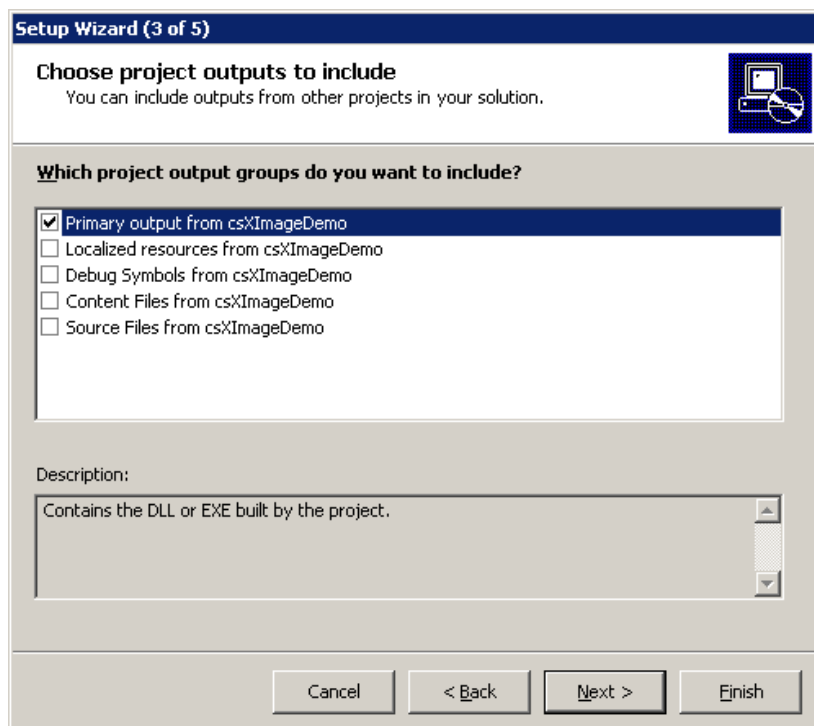 Setup Wizard (3 of 5)
Choose project outputs to include
You can include outputs from other projects in your solution.
Which project output groups do you want to include?
Primary output from csXImageDemo
Localized resources from csXImageDemo
Debug Symbols from csXImageDemo
Content Files from csXImageDemo
Source Files from csXImageDemo
Description:
Contains the DLL or EXE built by the project.
Cancel
< Back
Next >
Finish